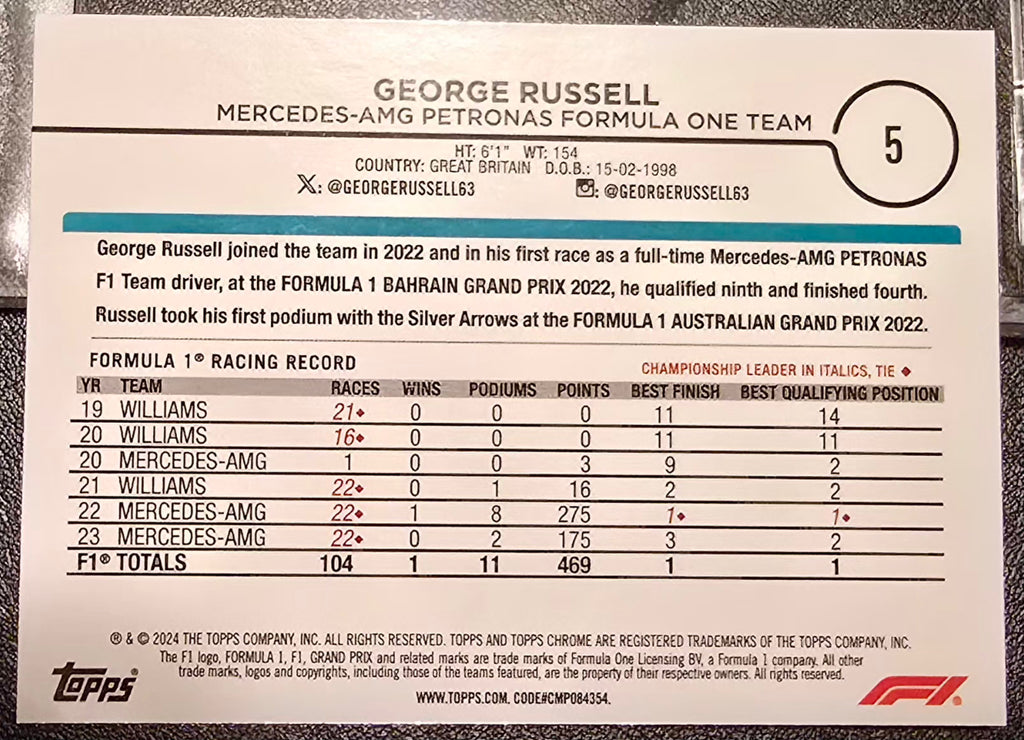 GEORGE RUSSELL
MERCEDES-AMG PETRONAS FORMULA ONE TEAM
5
HT: 6'1" WT: 154
COUNTRY: GREAT BRITAIN D.O.B.: 15-02-1998
X: @GEORGERUSSELL63 : @GEORGERUSSELL63
George Russell joined the team in 2022 and in his first race as a full-time Mercedes-AMG PETRONAS
F1 Team driver, at the FORMULA 1 BAHRAIN GRAND PRIX 2022, he qualified ninth and finished fourth.
Russell took his first podium with the Silver Arrows at the FORMULA 1 AUSTRALIAN GRAND PRIX 2022.
FORMULA 1® RACING RECORD CHAMPIONSHIP LEADER IN ITALICS, TIE ◆
YR TEAM RACES WINS PODIUMS POINTS BEST FINISH BEST QUALIFYING POSITION
19 WILLIAMS 21◆ 0 0 0 11 14
20 WILLIAMS 16◆ 0 0 0 11 11
20 MERCEDES-AMG 1 0 0 3 9 2
21 WILLIAMS 22◆ 0 1 16 2 2
22 MERCEDES-AMG 22◆ 1 8 275 1◆ 1◆
23 MERCEDES-AMG 22◆ 0 2 175 3 2
F1® TOTALS 104 1 11 469 1 1
® & © 2024 THE TOPPS COMPANY, INC. ALL RIGHTS RESERVED. TOPPS AND TOPPS CHROME ARE REGISTERED TRADEMARKS OF THE TOPPS COMPANY, INC.
The F1 logo, FORMULA 1, F1, GRAND PRIX and related marks are trade marks of Formula One Licensing BV, a Formula 1 company. All other
trade marks, logos and copyrights, including those of the teams featured, are the property of their respective owners. All rights reserved.
WWW.TOPPS.COM. CODE#CMP084354.
topps®
F1®